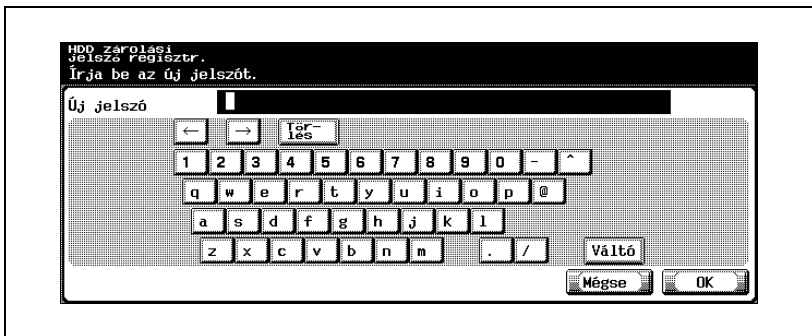 HDD zárolási
jelszó regisztr.
Írja be az új jelszót.
Új jelszó
← → Tör-
lés
1 2 3 4 5 6 7 8 9 0 - ^
q w e r t y u i o p @
a s d f g h j k l
z x c v b n m . / Váltó
Mégse OK